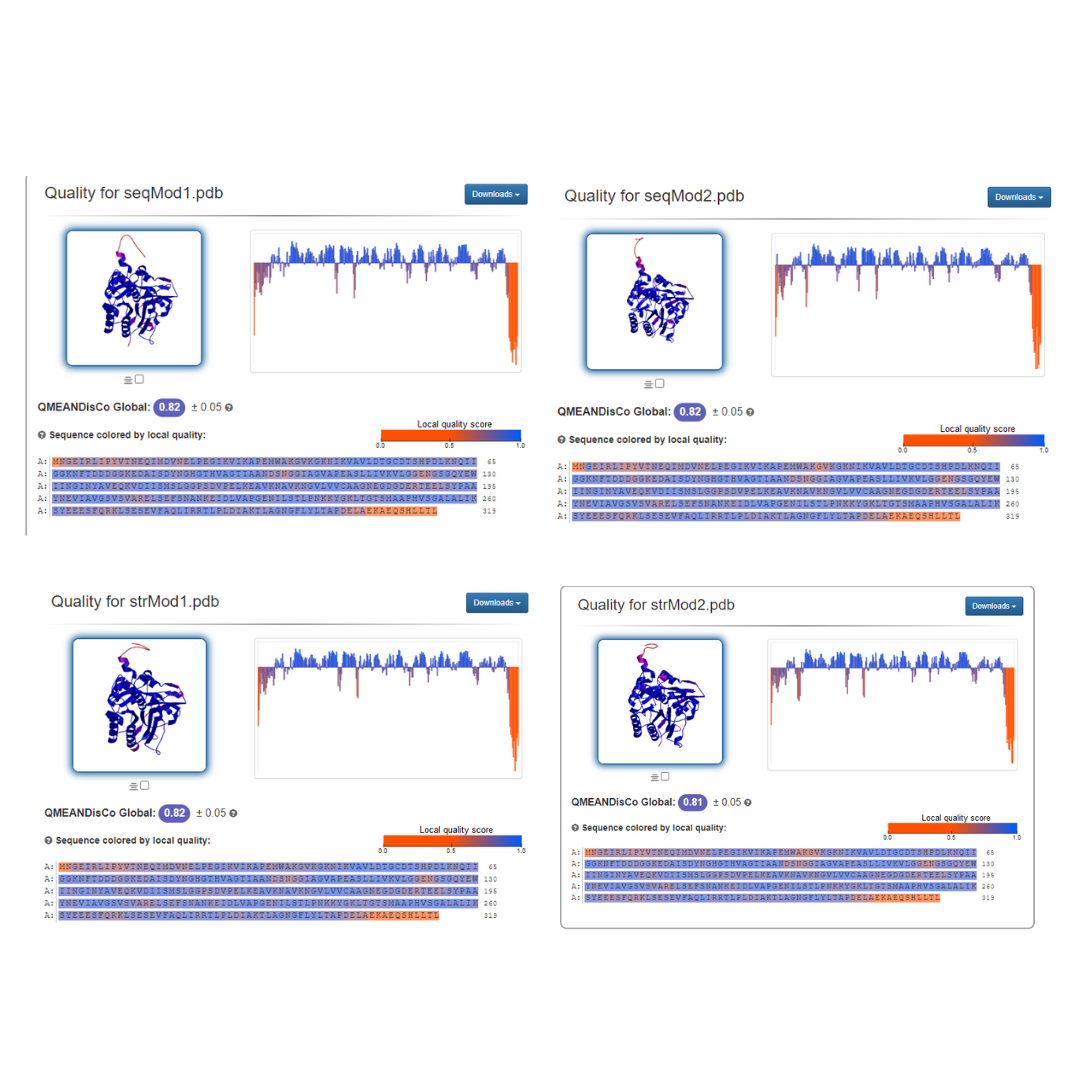 Quality for seqMod1.pdb
Downloads
QMEANDisCo Global: 0.82 ± 0.05
Local quality score
Sequence colored by local quality:
0.0 0.5 1.0
A: MNGEIRLIPYVTNEQIMDVNELPEGIKVIKAPEMWAKGVKGKNIKVAVLDTGCDTSHPDLKNQII 65
A: GGKNFTDDDGGKEDAISDYNGHGTHVAGTIAANDSNGGIAGVAPEASLLIVKVLGGENGSGQYEW 130
A: IINGINYAVEQKVDIISMSLGGPSDVPELKEAVKNAVKNGVLVVCAAGNEGDGDERTEELSYPAA 195
A: YNEVIAVGSVSVARELSEFSNANKEIDLVAPGENILSTLPNKKYGKLTGTSMAAPHVSGALALIK 260
A: SYEEESFQRKLSESEVFAQLIRRTLPLDIAKTLAGNGFLYLTAPDELAEKAEQSHLLTL 319
Quality for seqMod2.pdb
Downloads
QMEANDisCo Global: 0.82 ± 0.05
Local quality score
Sequence colored by local quality:
0.0 0.5 1.0
A: MNGEIRLIPYVTNEQIMDVNELPEGIKVIKAPEMWAKGVKGKNIKVAVLDTGCDTSHPDLKNQII 65
A: GGKNFTDDDGGKEDAISDYNGHGTHVAGTIAANDSNGGIAGVAPEASLLIVKVLGGENGSGQYEW 130
A: IINGINYAVEQKVDIISMSLGGPSDVPELKEAVKNAVKNGVLVVCAAGNEGDGDERTEELSYPAA 195
A: YNEVIAVGSVSVARELSEFSNANKEIDLVAPGENILSTLPNKKYGKLTGTSMAAPHVSGALALIK 260
A: SYEEESFQRKLSESEVFAQLIRRTLPLDIAKTLAGNGFLYLTAPDELAEKAEQSHLLTL 319
Quality for strMod1.pdb
Downloads
QMEANDisCo Global: 0.82 ± 0.05
Local quality score
Sequence colored by local quality:
0.0 0.5 1.0
A: MNGEIRLIPYVTNEQIMDVNELPEGIKVIKAPEMWAKGVKGKNIKVAVLDTGCDTSHPDLKNQII 65
A: GGKNFTDDDGGKEDAISDYNGHGTHVAGTIAANDSNGGIAGVAPEASLLIVKVLGGENGSGQYEW 130
A: IINGINYAVEQKVDIISMSLGGPSDVPELKEAVKNAVKNGVLVVCAAGNEGDGDERTEELSYPAA 195
A: YNEVIAVGSVSVARELSEFSNANKEIDLVAPGENILSTLPNKKYGKLTGTSMAAPHVSGALALIK 260
A: SYEEESFQRKLSESEVFAQLIRRTLPLDIAKTLAGNGFLYLTAPDELAEKAEQSHLLTL 319
Quality for strMod2.pdb
Downloads
QMEANDisCo Global: 0.81 ± 0.05
Local quality score
Sequence colored by local quality:
0.0 0.5 1.0
A: MNGEIRLIPYVTNEQIMDVNELPEGIKVIKAPEMWAKGVKGKNIKVAVLDTGCDTSHPDLKNQII 65
A: GGKNFTDDDGGKEDAISDYNGHGTHVAGTIAANDSNGGIAGVAPEASLLIVKVLGGENGSGQYEW 130
A: IINGINYAVEQKVDIISMSLGGPSDVPELKEAVKNAVKNGVLVVCAAGNEGDGDERTEELSYPAA 195
A: YNEVIAVGSVSVARELSEFSNANKEIDLVAPGENILSTLPNKKYGKLTGTSMAAPHVSGALALIK 260
A: SYEEESFQRKLSESEVFAQLIRRTLPLDIAKTLAGNGFLYLTAPDELAEKAEQSHLLTL 319